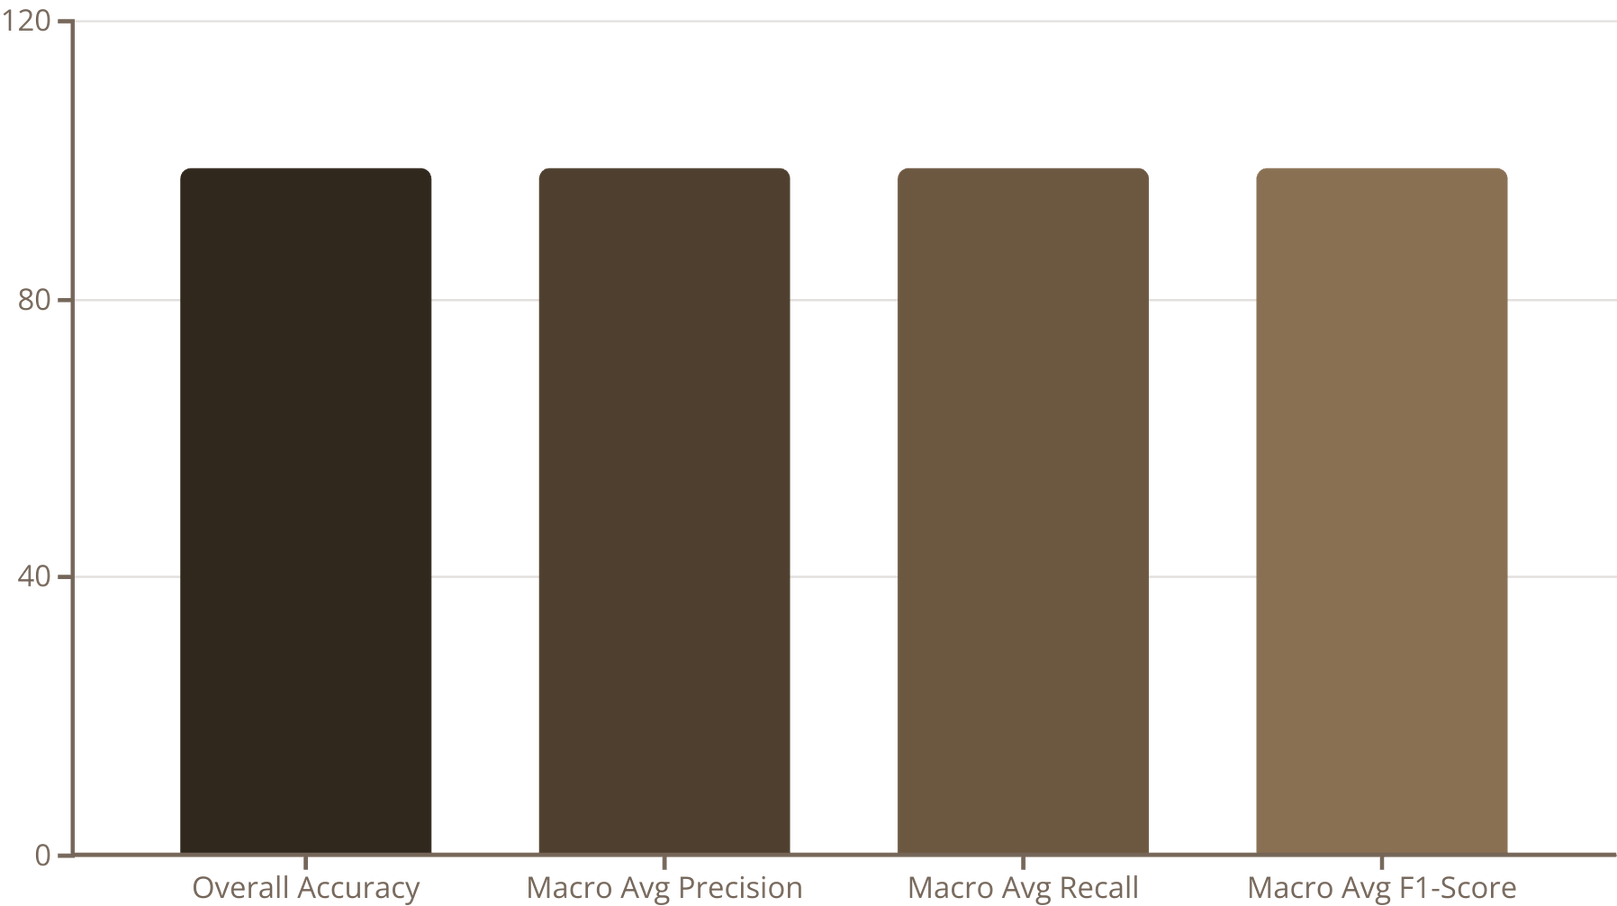 120
80
40
0
Overall Accuracy
Macro Avg Precision
Macro Avg Recall
Macro Avg F1-Score